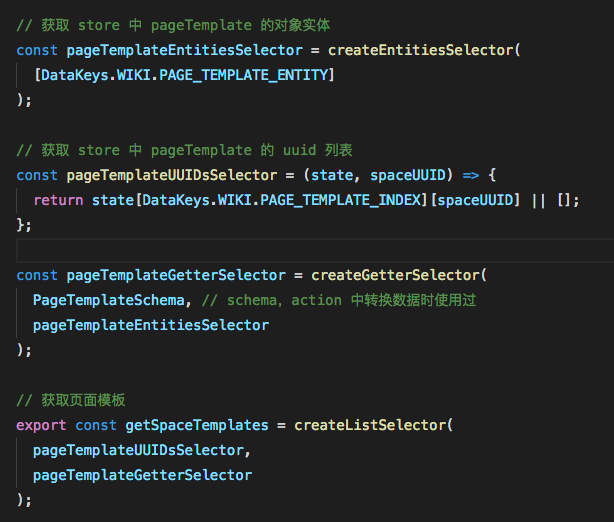 // 获取 store 中 pageTemplate 的对象实体
const pageTemplateEntitiesSelector = createEntitiesSelector(
[DataKeys.WIKI.PAGE_TEMPLATE_ENTITY]
);
// 获取 store 中 pageTemplate 的 uuid 列表
const pageTemplateUUIDsSelector = (state, spaceUUID) => {
return state[DataKeys.WIKI.PAGE_TEMPLATE_INDEX][spaceUUID] || [];
};
const pageTemplateGetterSelector = createGetterSelector(
PageTemplateSchema, // schema，action 中转换数据时使用过
pageTemplateEntitiesSelector
);
// 获取页面模板
export const getSpaceTemplates = createListSelector(
pageTemplateUUIDsSelector,
pageTemplateGetterSelector
);